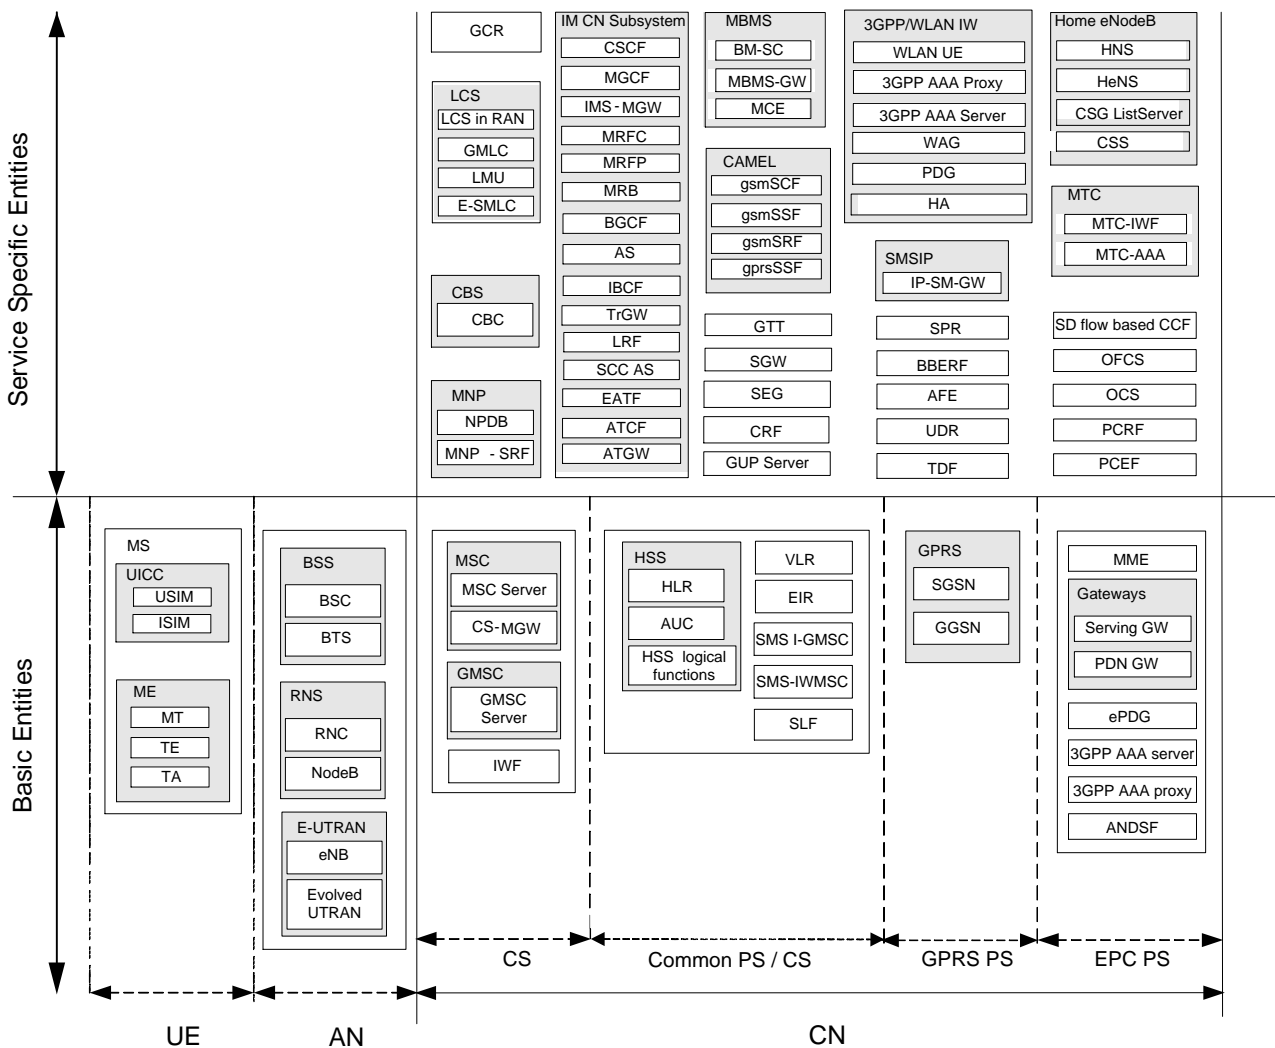 Service Specific Entities
GCR
LCS
LCS in RAN
GMLC
LMU
E-SMLC
CBS
CBC
MNP
NPDB
MNP - SRF
IM CN Subsystem
CSCF
MGCF
IMS-MGW
MRFC
MRFP
MRB
BGCF
AS
IBCF
TrGW
LRF
SCC AS
EATF
ATCF
ATGW
MBMS
BM-SC
MBMS-GW
MCE
CAMEL
gsmSCF
gsmSSF
gsmSRF
gprsSSF
GTT
SGW
SEG
CRF
GUP Server
3GPP/WLAN IW
WLAN UE
3GPP AAA Proxy
3GPP AAA Server
WAG
PDG
HA
SMSIP
IP-SM-GW
SPR
BBERF
AFE
UDR
TDF
Home eNodeB
HNS
HeNS
CSG ListServer
CSS
MTC
MTC-IWF
MTC-AAA
SD flow based CCF
OFCS
OCS
PCRF
PCEF
Basic Entities
MS
UICC
USIM
ISIM
ME
MT
TE
TA
BSS
BSC
BTS
RNS
RNC
NodeB
E-UTRAN
eNB
Evolved
UTRAN
MSC
MSC Server
CS-MGW
GMSC
GMSC
Server
IWF
HSS
HLR
AUC
HSS logical
functions
VLR
EIR
SMS I-GMSC
SMS-IWMSC
SLF
GPRS
SGSN
GGSN
MME
Gateways
Serving GW
PDN GW
ePDG
3GPP AAA server
3GPP AAA proxy
ANDSF
CS
Common PS / CS
GPRS PS
EPC PS
UE
AN
CN